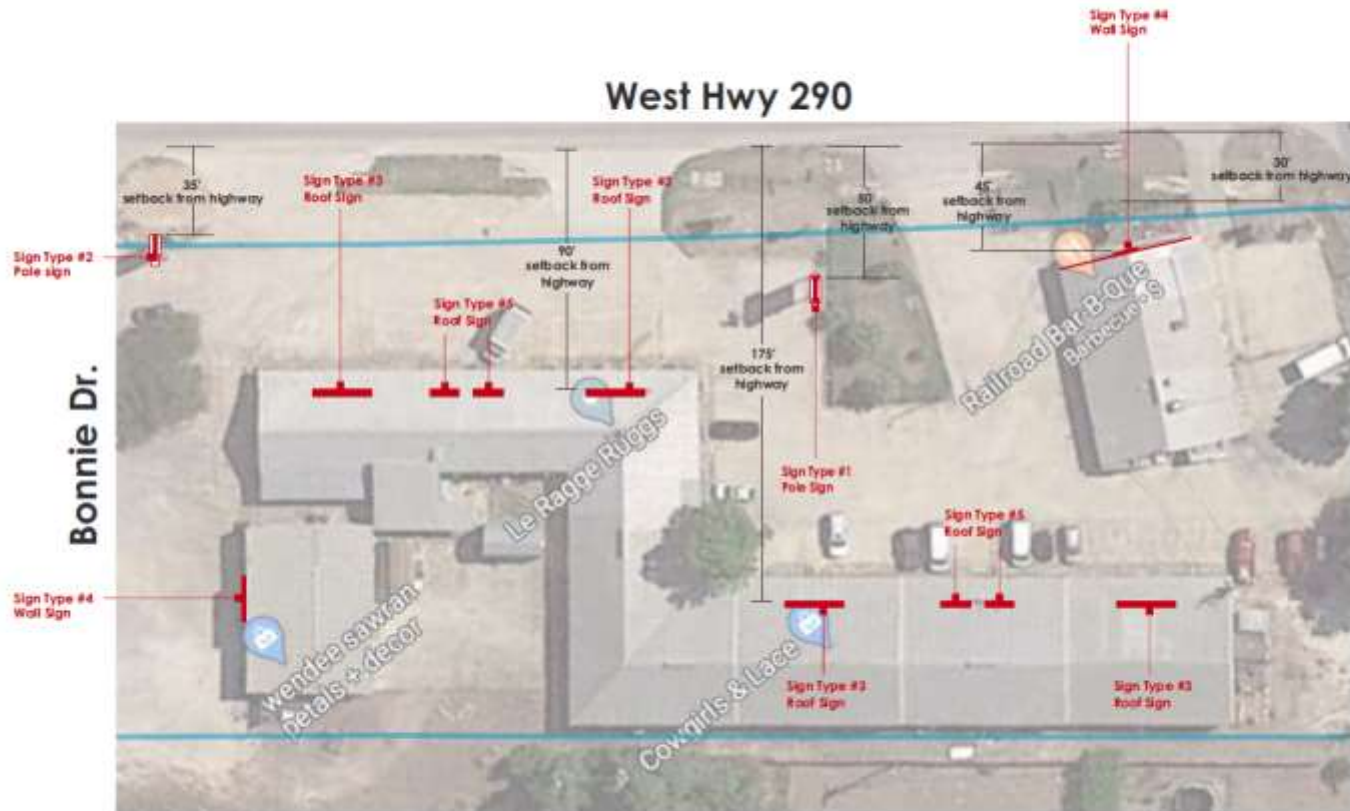 Sign Type #4
Wall Sign
West Hwy 290
35'
setback from highway
Sign Type #3
Roof Sign
Sign Type #3
Roof Sign
50'
setback from
highway
45'
setback from
highway
30'
setback from highway
Sign Type #2
Pole sign
90'
setback from
highway
Sign Type #5
Roof Sign
175'
setback from
highway
Railroad Bar-B-Que
Barbecue • $
Bonnie Dr.
Le Ragge Ruggs
Sign Type #1
Pole Sign
Sign Type #5
Roof Sign
Sign Type #4
Wall Sign
wendee sawran
petals + decor
Cowgirls & Lace
Sign Type #3
Roof Sign
Sign Type #3
Roof Sign